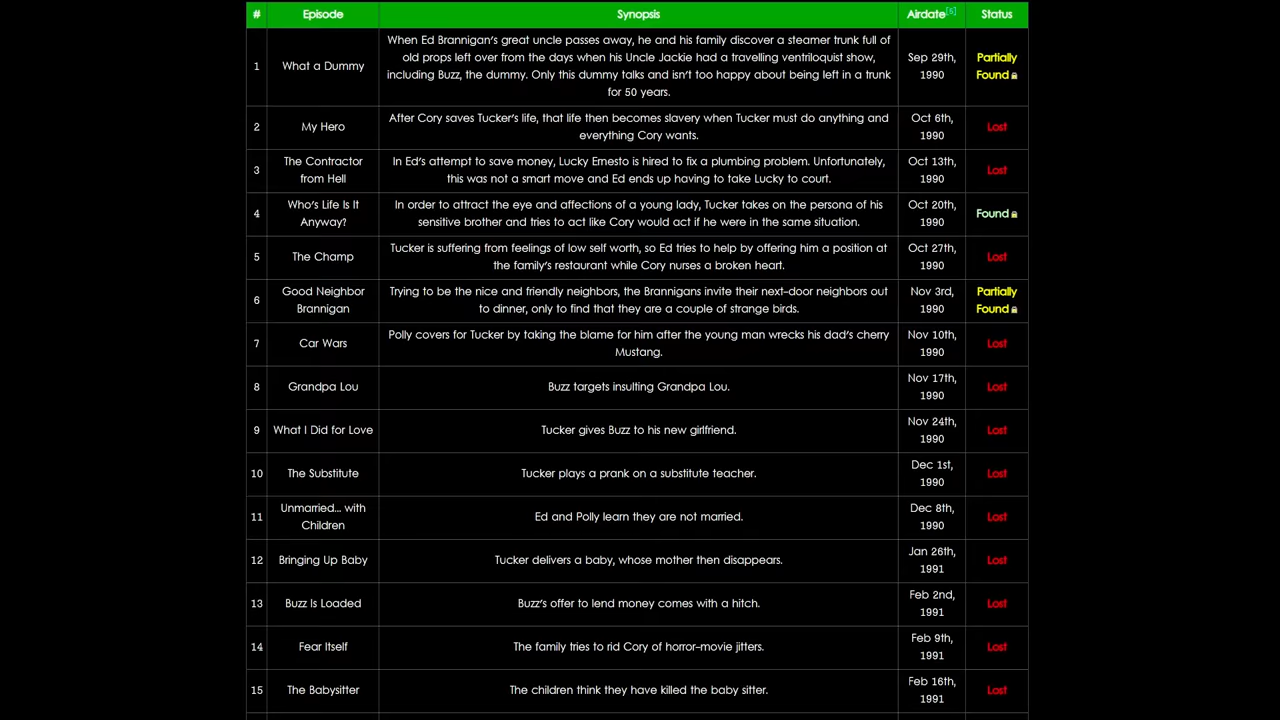 # Episode Synopsis Airdate[5] Status
When Ed Brannigan's great uncle passes away, he and his family discover a steamer trunk full of
old props left over from the days when his Uncle Jackie had a travelling ventriloquist show,
including Buzz, the dummy. Only this dummy talks and isn't too happy about being left in a trunk
for 50 years.
1 What a Dummy Sep 29th, 1990 Partially Found
After Cory saves Tucker's life, that life then becomes slavery when Tucker must do anything and
everything Cory wants.
2 My Hero Oct 6th, 1990 Lost
3 The Contractor from Hell
In Ed's attempt to save money, Lucky Ernesto is hired to fix a plumbing problem. Unfortunately,
this was not a smart move and Ed ends up having to take Lucky to court.
Oct 13th, 1990 Lost
4 Who's Life Is It Anyway?
In order to attract the eye and affections of a young lady, Tucker takes on the persona of his
sensitive brother and tries to act like Cory would act if he were in the same situation.
Oct 20th, 1990 Found
5 The Champ
Tucker is suffering from feelings of low self worth, so Ed tries to help by offering him a position at
the family's restaurant while Cory nurses a broken heart.
Oct 27th, 1990 Lost
6 Good Neighbor Brannigan
Trying to be the nice and friendly neighbors, the Brannigans invite their next-door neighbors out
to dinner, only to find that they are a couple of strange birds.
Nov 3rd, 1990 Partially Found
7 Car Wars
Polly covers for Tucker by taking the blame for him after the young man wrecks his dad's cherry
Mustang.
Nov 10th, 1990 Lost
8 Grandpa Lou Buzz targets insulting Grandpa Lou. Nov 17th, 1990 Lost
9 What I Did for Love Tucker gives Buzz to his new girlfriend. Nov 24th, 1990 Lost
10 The Substitute Tucker plays a prank on a substitute teacher. Dec 1st, 1990 Lost
11 Unmarried... with Children Ed and Polly learn they are not married. Dec 8th, 1990 Lost
12 Bringing Up Baby Tucker delivers a baby, whose mother then disappears. Jan 26th, 1991 Lost
13 Buzz Is Loaded Buzz's offer to lend money comes with a hitch. Feb 2nd, 1991 Lost
14 Fear Itself The family tries to rid Cory of horror-movie jitters. Feb 9th, 1991 Lost
15 The Babysitter The children think they have killed the baby sitter. Feb 16th, 1991 Lost